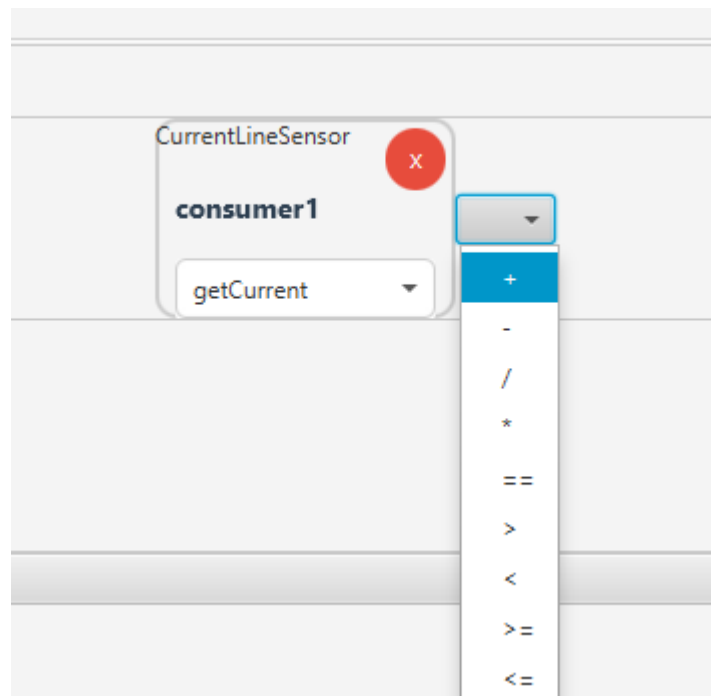 CurrentLineSensor
x
consumer1
getCurrent
+
-
/
*
==
>
<
>=
<=